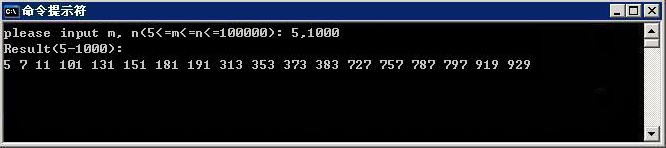 命令提示符
please input m, n(5<=m<=n<=100000): 5,1000
Result(5-1000):
5 7 11 101 131 151 181 191 313 353 373 383 727 757 787 797 919 929